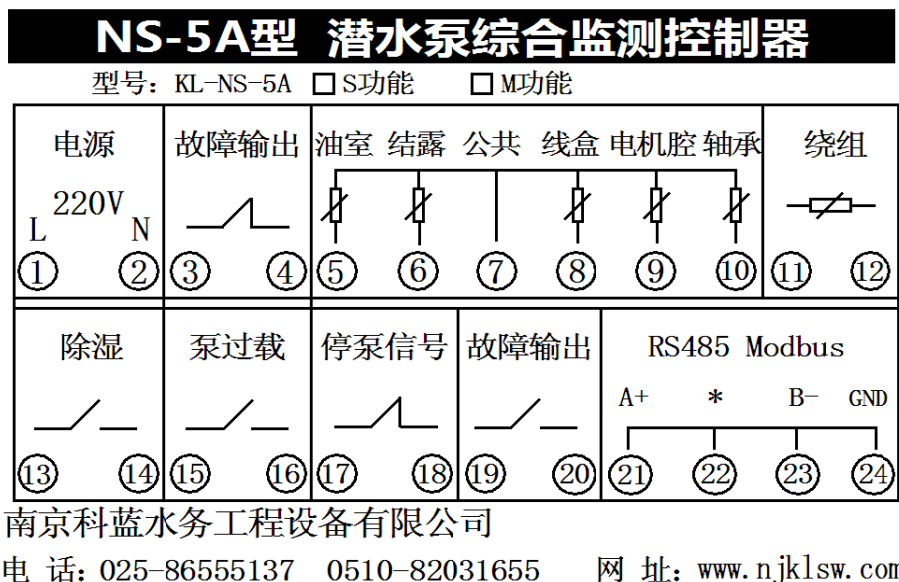 NS-5A型 潜水泵综合监测控制器
型号：KL-NS-5A □S功能 □M功能
电源 故障输出 油室 结露 公共 线盒 电机腔 轴承 绕组
220V
L N
1 2 3 4 5 6 7 8 9 10 11 12
除湿 泵过载 停泵信号 故障输出 RS485 Modbus
A+ * B- GND
13 14 15 16 17 18 19 20 21 22 23 24
南京科蓝水务工程设备有限公司
电 话：025-86555137 0510-82031655 网 址：www.njklsw.com